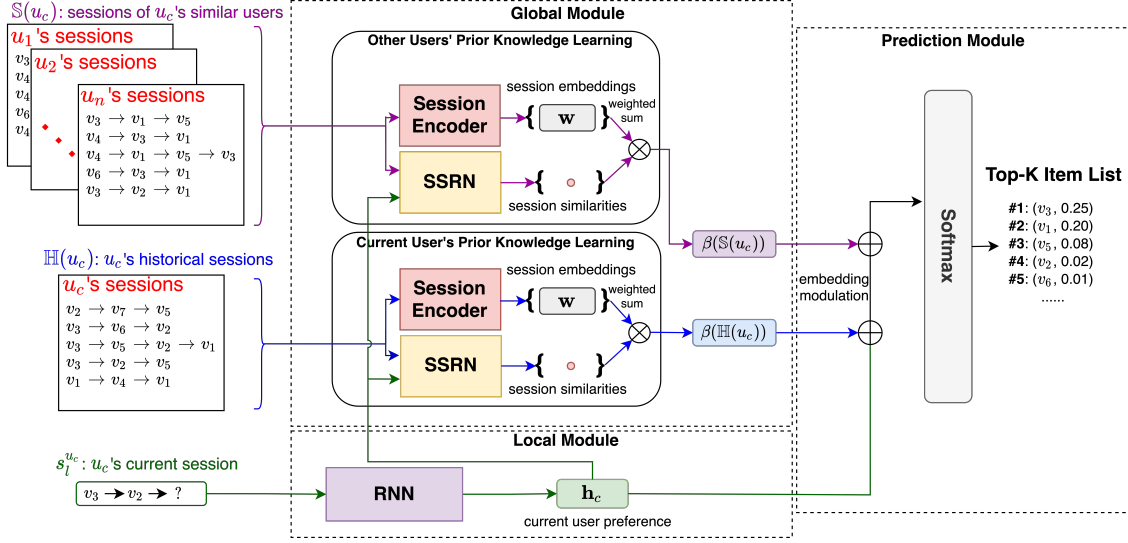 𝕊(u_c): sessions of u_c's similar users
u_1's sessions
v_3
v_4
v_4
v_6
v_4
u_2's sessions
u_n's sessions
v_3 → v_1 → v_5
v_4 → v_3 → v_1
v_4 → v_1 → v_5 → v_3
v_6 → v_3 → v_1
v_3 → v_2 → v_1
ℍ(u_c): u_c's historical sessions
u_c's sessions
v_2 → v_7 → v_5
v_3 → v_6 → v_2
v_3 → v_5 → v_2 → v_1
v_3 → v_2 → v_5
v_1 → v_4 → v_1
s_l^{u_c}: u_c's current session
v_3 → v_2 → ?
Global Module
Other Users' Prior Knowledge Learning
Session
Encoder
session embeddings
{ w }
weighted
sum
SSRN
{ }
session similarities
Current User's Prior Knowledge Learning
Session
Encoder
session embeddings
{ w }
weighted
sum
SSRN
{ }
session similarities
β(𝕊(u_c))
β(ℍ(u_c))
Local Module
RNN
h_c
current user preference
Prediction Module
embedding
modulation
Softmax
Top-K Item List
#1: (v_3, 0.25)
#2: (v_1, 0.20)
#3: (v_5, 0.08)
#4: (v_2, 0.02)
#5: (v_6, 0.01)
......